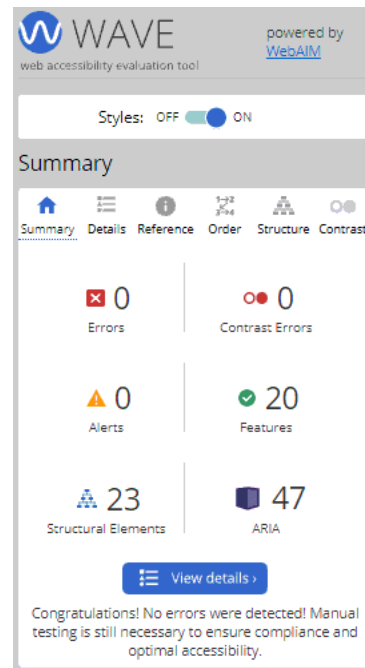 WAVE
web accessibility evaluation tool
powered by
WebAIM
Styles: OFF ON
Summary
Summary Details Reference Order Structure Contrast
0 0
Errors Contrast Errors
0 20
Alerts Features
23 47
Structural Elements ARIA
View details ›
Congratulations! No errors were detected! Manual
testing is still necessary to ensure compliance and
optimal accessibility.